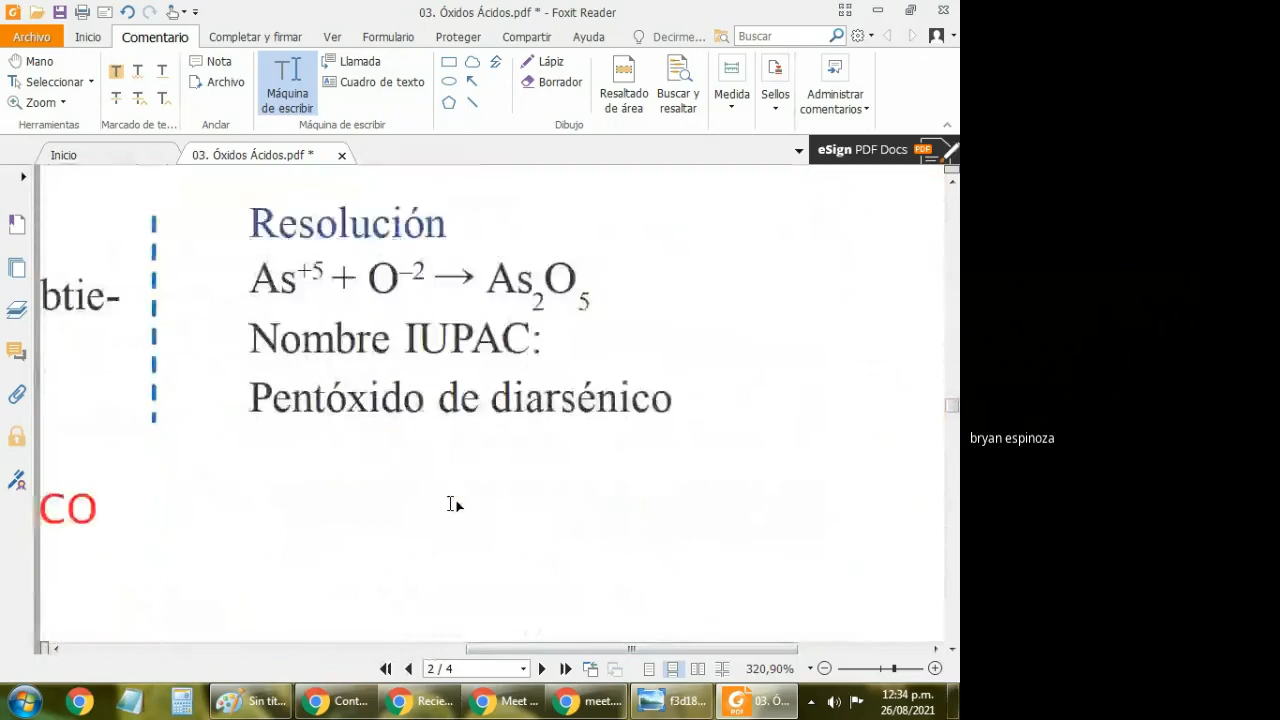 03. Óxidos Ácidos.pdf * - Foxit Reader
Archivo Inicio Comentario Completar y firmar Ver Formulario Proteger Compartir Ayuda Decirme... Buscar
Mano
Seleccionar
Zoom
Herramientas
T T T
T T T
Marcado de te...
Nota
Archivo
Anclar
Máquina de escribir
Llamada
Cuadro de texto
Máquina de escribir
Lápiz
Borrador
Dibujo
Resaltado de área
Buscar y resaltar
Medida
Sellos
Administrar comentarios
Inicio
03. Oxidos Ácidos.pdf *
eSign PDF Docs PDF
Resolución
As+5 + O–2 → As2O5
btie-
Nombre IUPAC:
Pentóxido de diarsénico
CO
bryan espinoza
2 / 4
320,90%
Sin tit...
Cont...
Recie...
Meet ...
meet....
f3d18...
03. Ó...
12:34 p.m.
26/08/2021